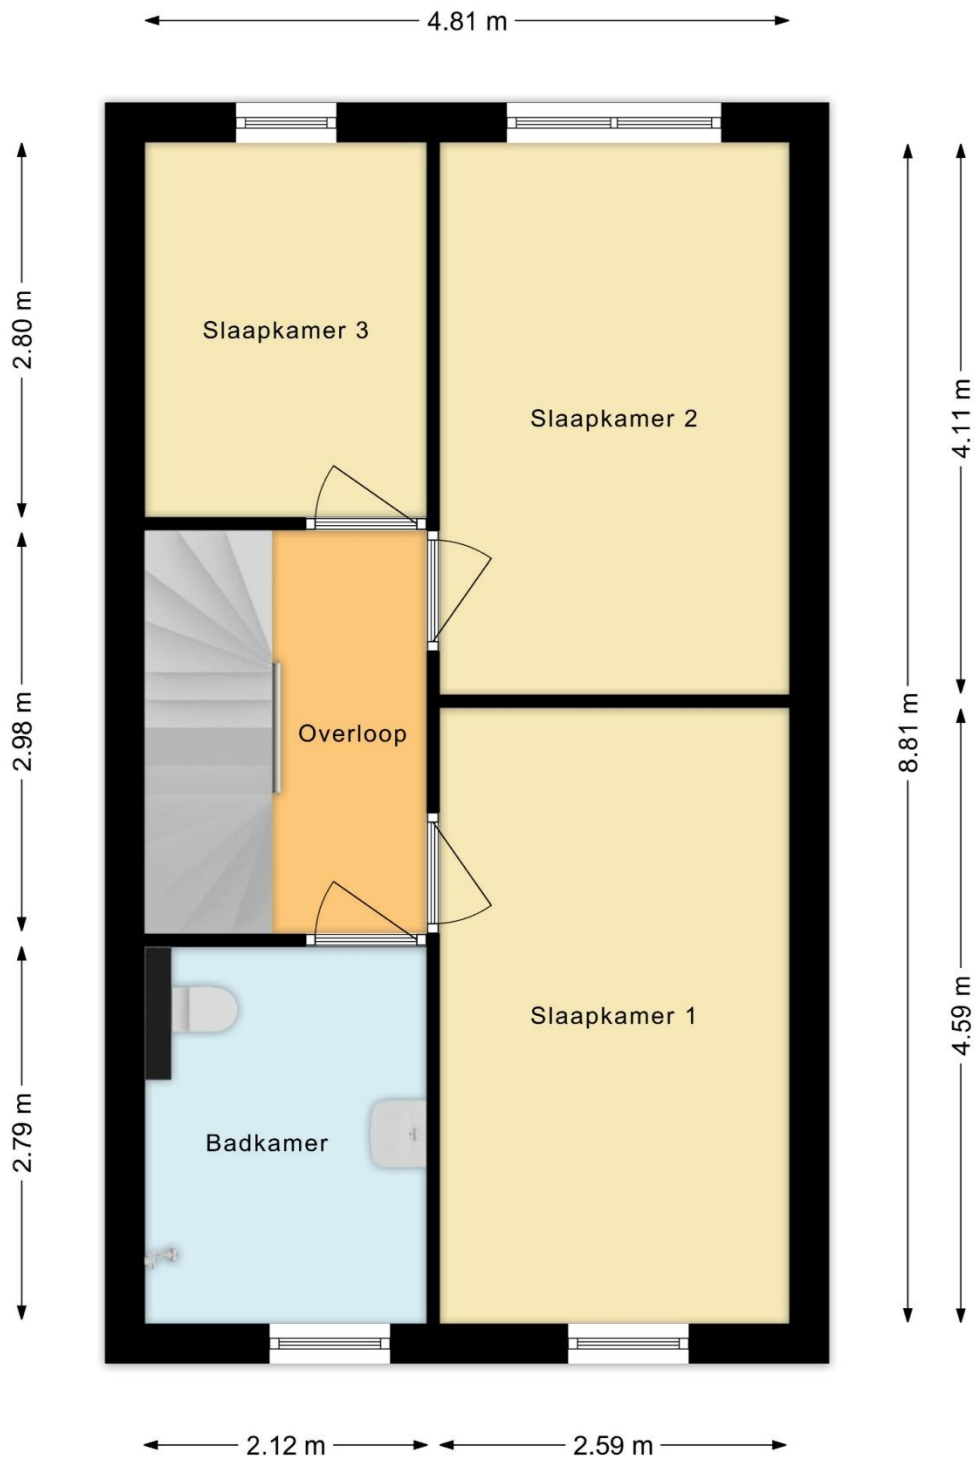 4.81 m
2.80 m
Slaapkamer 3
Slaapkamer 2
4.11 m
2.98 m
Overloop
8.81 m
Slaapkamer 1
4.59 m
2.79 m
Badkamer
2.12 m
2.59 m